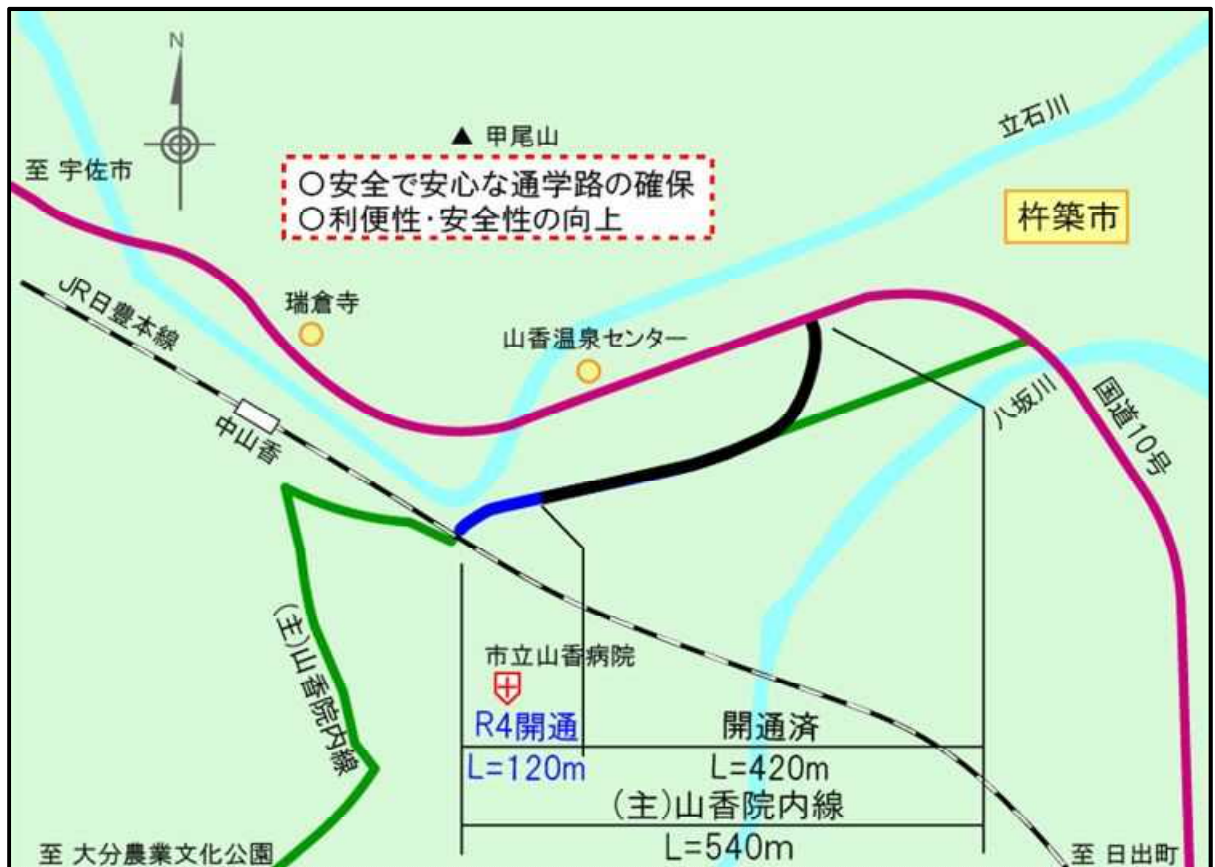 N
立石川
▲ 甲尾山
至 宇佐市
○安全で安心な通学路の確保
○利便性・安全性の向上
杵築市
JR日豊本線
瑞倉寺
山香温泉センター
八坂川
国道10号
中山香
(主)山香院内線
市立山香病院
R4開通
開通済
L=120m
L=420m
(主)山香院内線
L=540m
至 大分農業文化公園
至 日出町